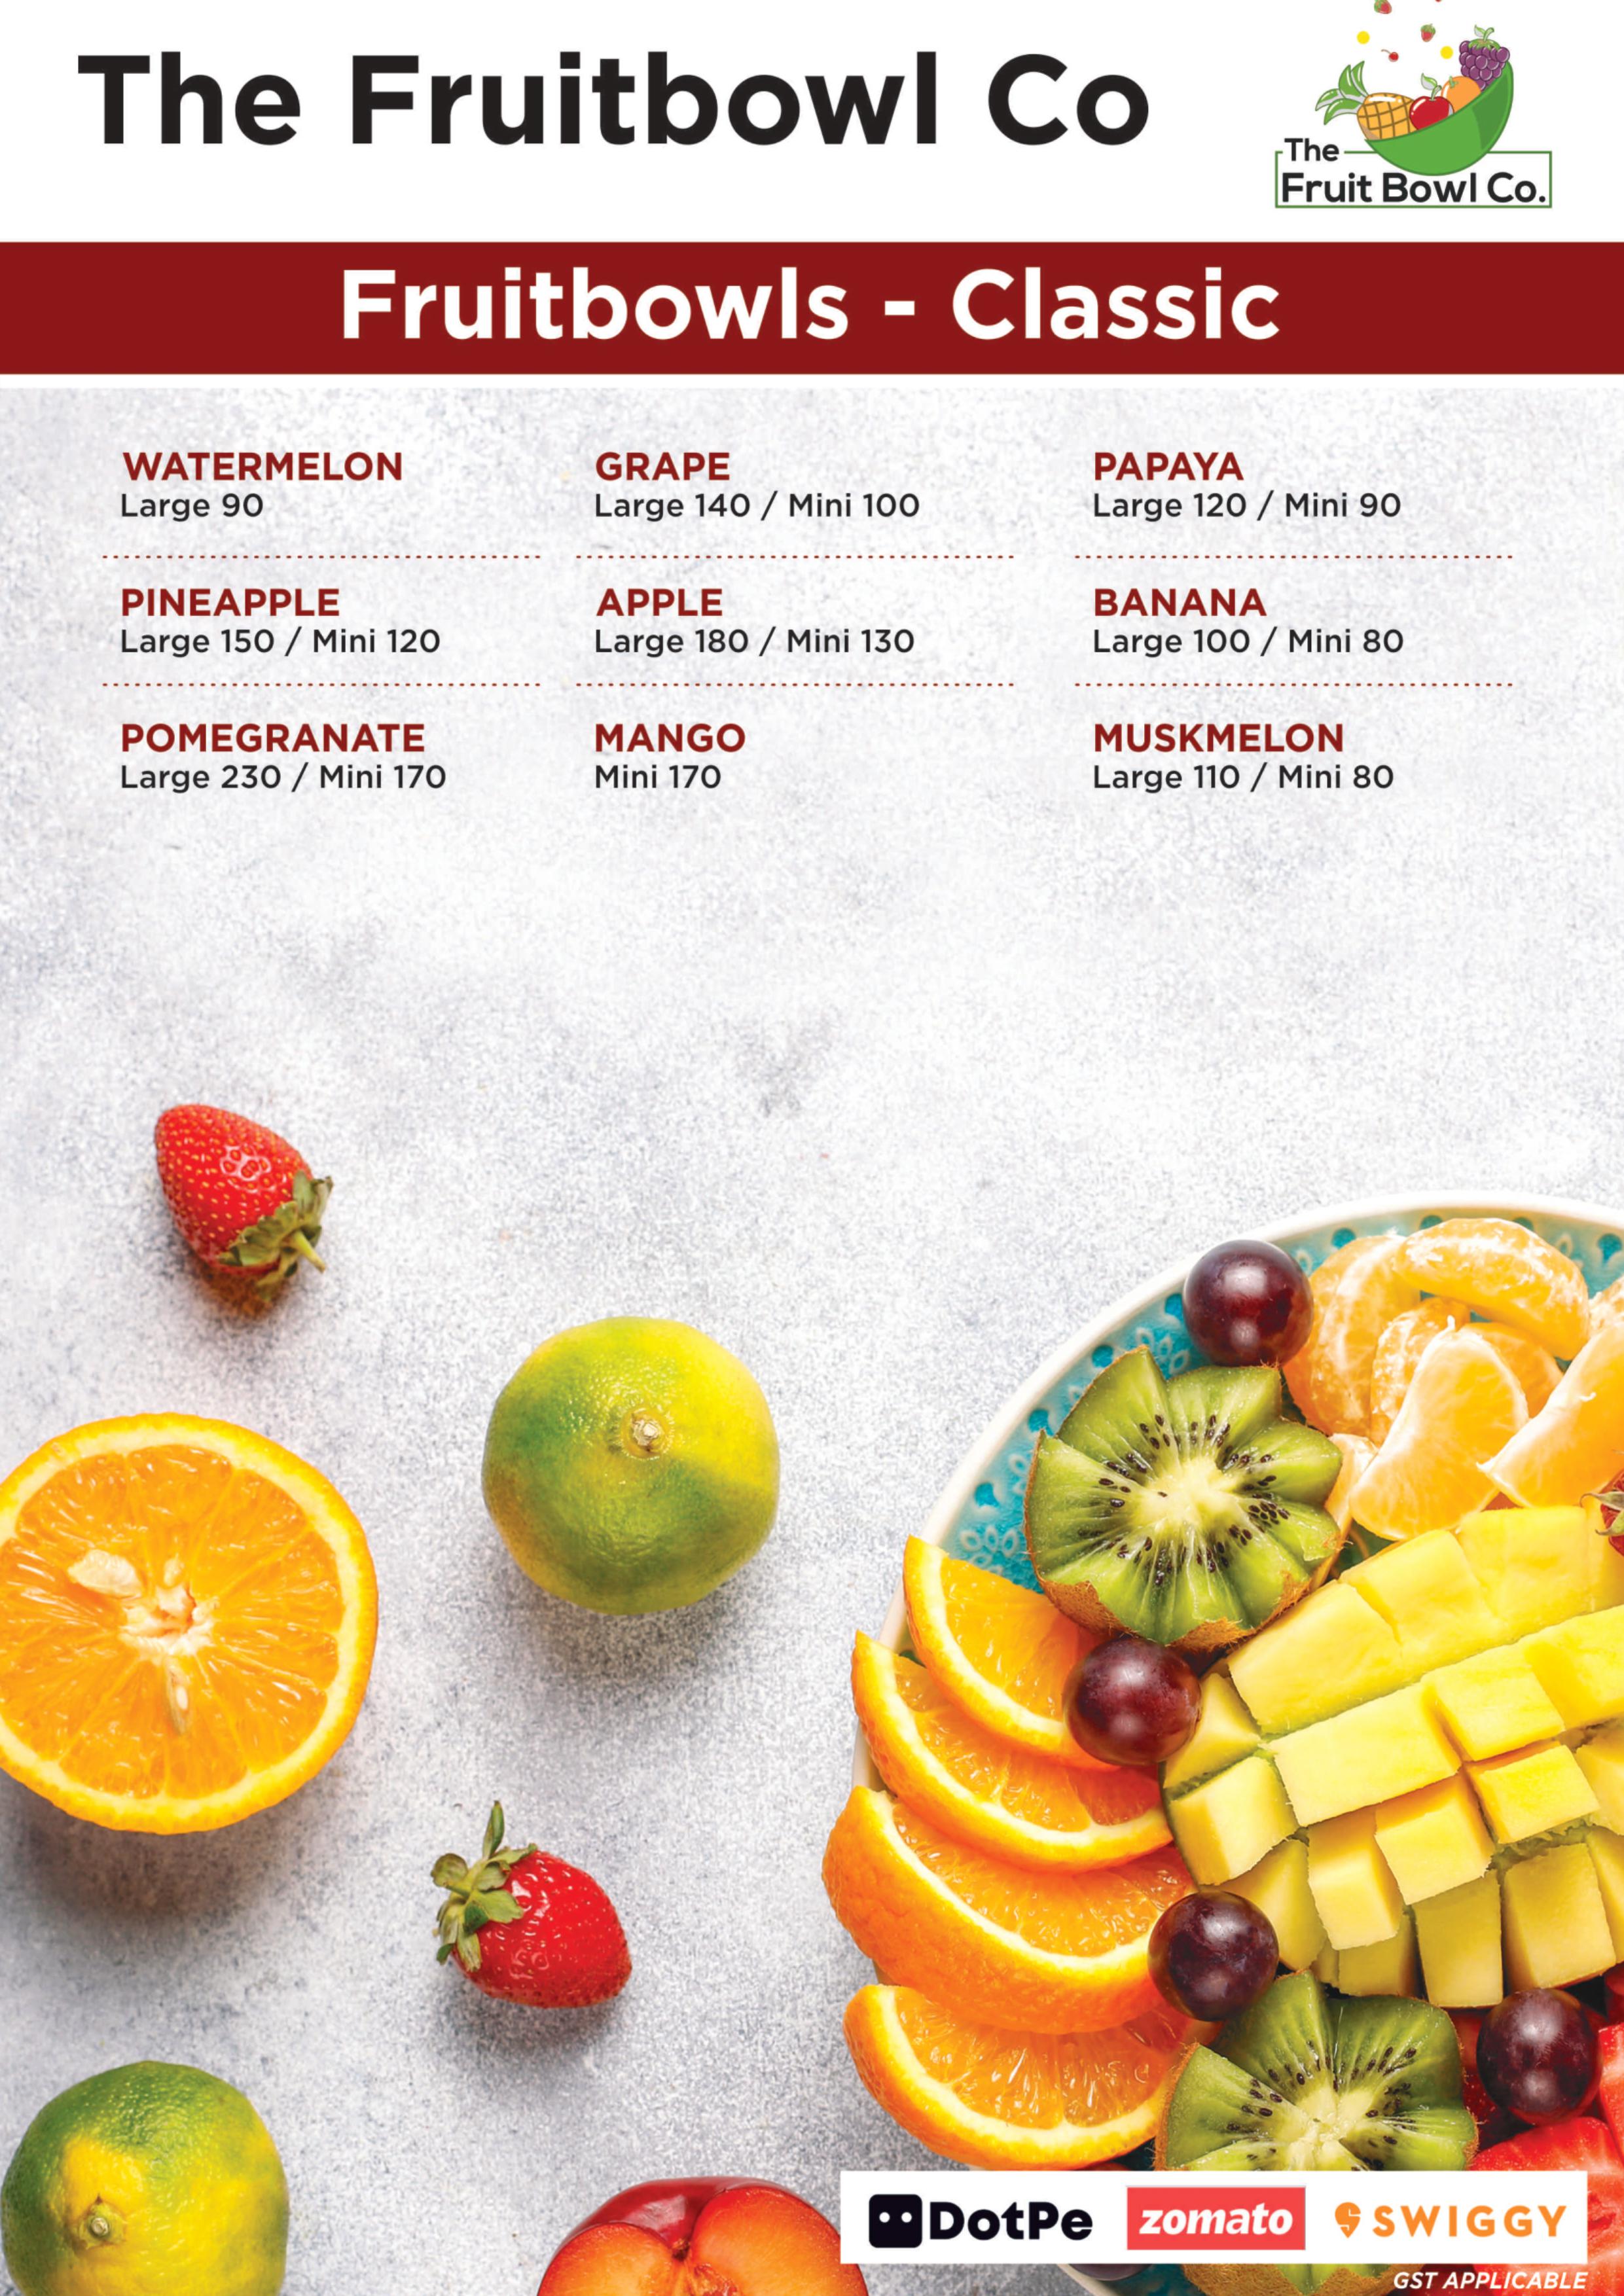 The Fruitbowl Co
The
Fruit Bowl Co.
Fruitbowls - Classic
WATERMELON
Large 90
GRAPE
Large 140 / Mini 100
PAPAYA
Large 120 / Mini 90
PINEAPPLE
Large 150 / Mini 120
APPLE
Large 180 / Mini 130
BANANA
Large 100 / Mini 80
POMEGRANATE
Large 230 / Mini 170
MANGO
Mini 170
MUSKMELON
Large 110 / Mini 80
DotPe
zomato
SWIGGY
GST APPLICABLE